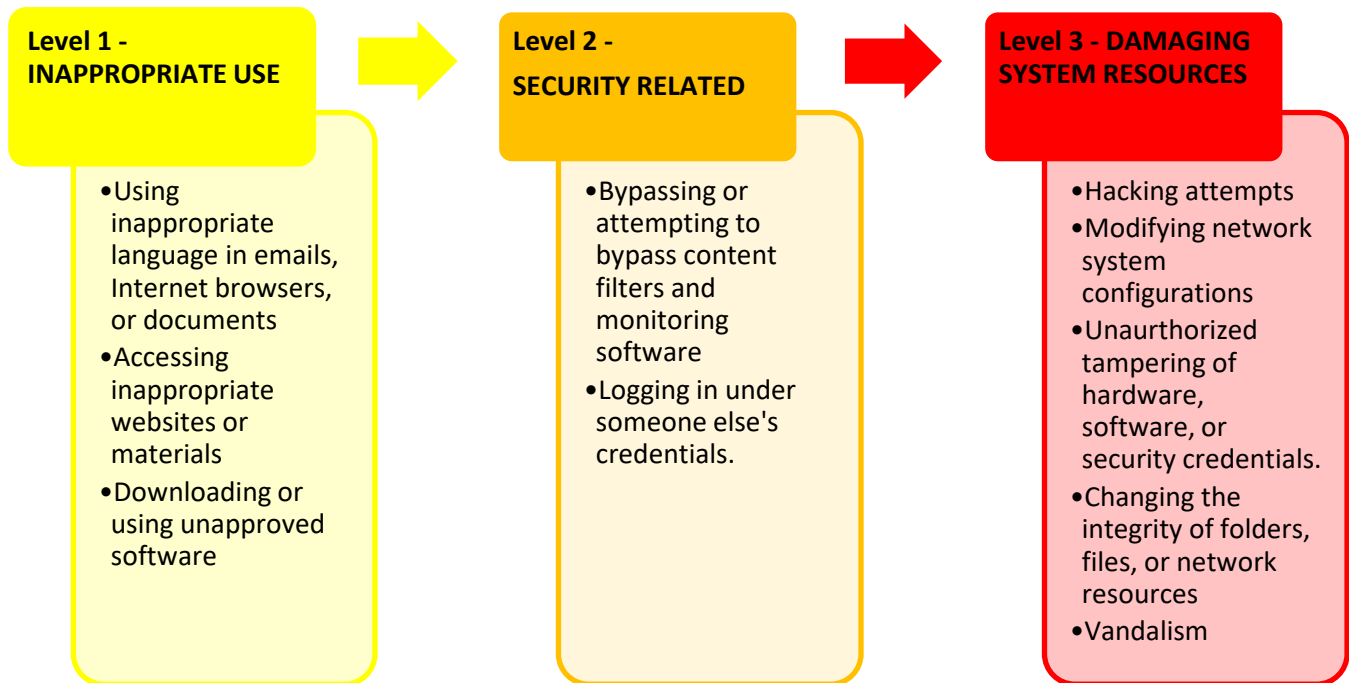 Level 1 -
INAPPROPRIATE USE
•Using
inappropriate
language in emails,
Internet browsers,
or documents
•Accessing
inappropriate
websites or
materials
•Downloading or
using unapproved
software
Level 2 -
SECURITY RELATED
•Bypassing or
attempting to
bypass content
filters and
monitoring
software
•Logging in under
someone else's
credentials.
Level 3 - DAMAGING
SYSTEM RESOURCES
•Hacking attempts
•Modifying network
system
configurations
•Unaurthorized
tampering of
hardware,
software, or
security credentials.
•Changing the
integrity of folders,
files, or network
resources
•Vandalism